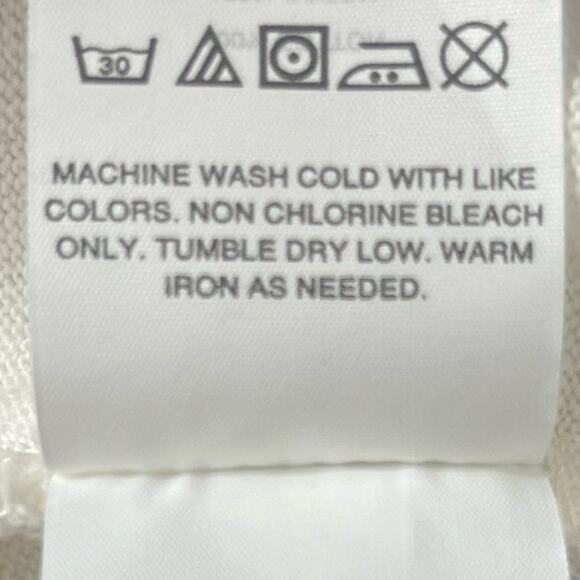 30
MACHINE WASH COLD WITH LIKE
COLORS. NON CHLORINE BLEACH
ONLY. TUMBLE DRY LOW. WARM
IRON AS NEEDED.